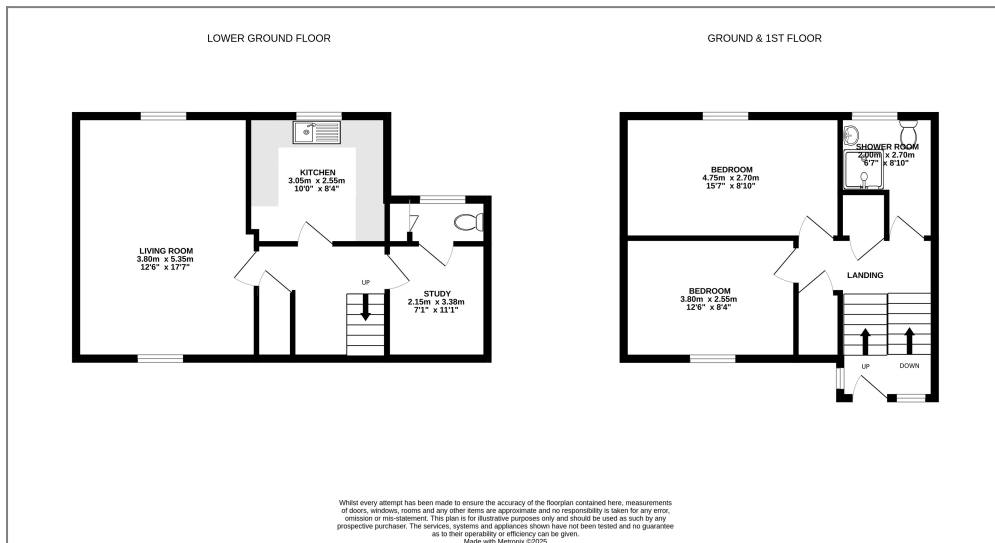 LOWER GROUND FLOOR
GROUND & 1ST FLOOR
KITCHEN
3.05m x 2.55m
10'0" x 8'4"
LIVING ROOM
3.80m x 5.35m
12'6" x 17'7"
UP
STUDY
2.15m x 3.38m
7'1" x 11'1"
BEDROOM
4.75m x 2.70m
15'7" x 8'10"
SHOWER ROOM
2.00m x 2.70m
6'7" x 8'10"
BEDROOM
3.80m x 2.55m
12'6" x 8'4"
LANDING
UP
DOWN
Whilst every attempt has been made to ensure the accuracy of the floorplan contained here, measurements
of doors, windows, rooms and any other items are approximate and no responsibility is taken for any error,
omission or mis-statement. This plan is for illustrative purposes only and should be used as such by any
prospective purchaser. The services, systems and appliances shown have not been tested and no guarantee
as to their operability or efficiency can be given.
Made with Metropix ©2025